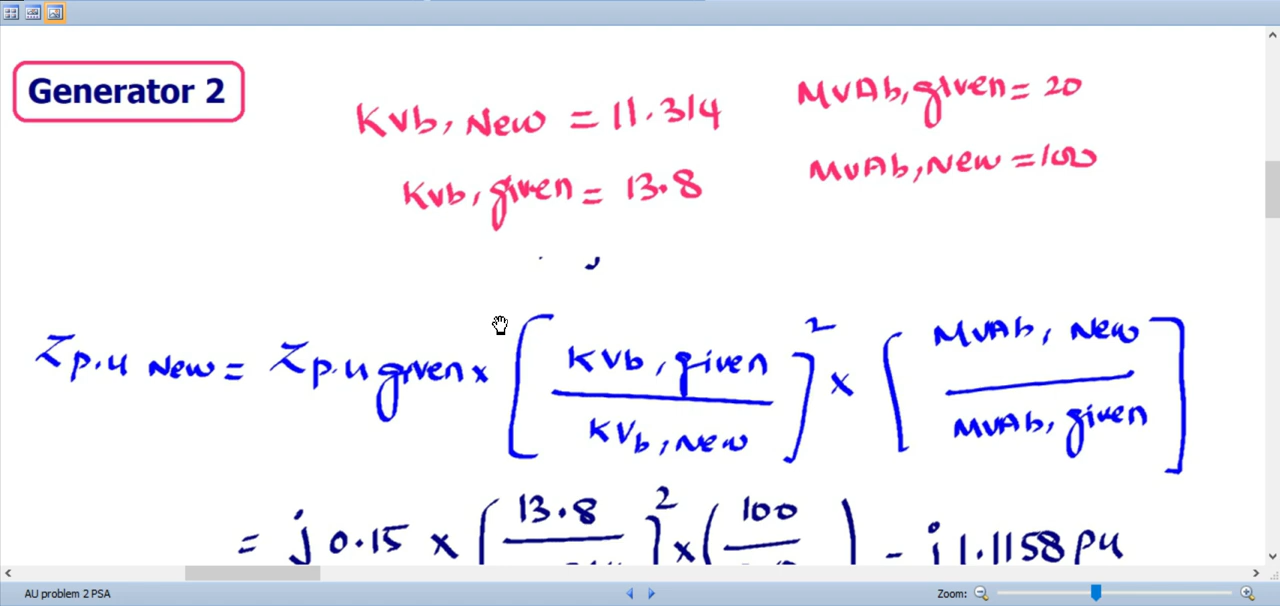 Generator 2
KVb, New = 11.314
MVAb, given = 20
KVb, given = 13.8
MVAb, New = 100
Zp.u New = Zp.u given x [ KVb, given / KVb, New ]² x [ MVAb, New / MVAb, given ]
= j 0.15 x [ 13.8 ]² x ( 100 ) = j 1.1158 pu
AU problem 2 PSA
Zoom: